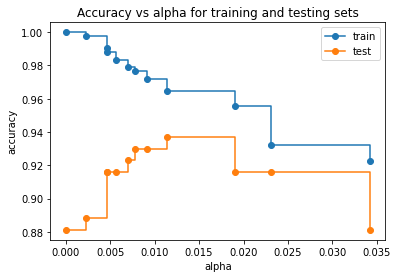 Accuracy vs alpha for training and testing sets
1.00
0.98
0.96
0.94
0.92
0.90
0.88
accuracy
train
test
0.000 0.005 0.010 0.015 0.020 0.025 0.030 0.035
alpha